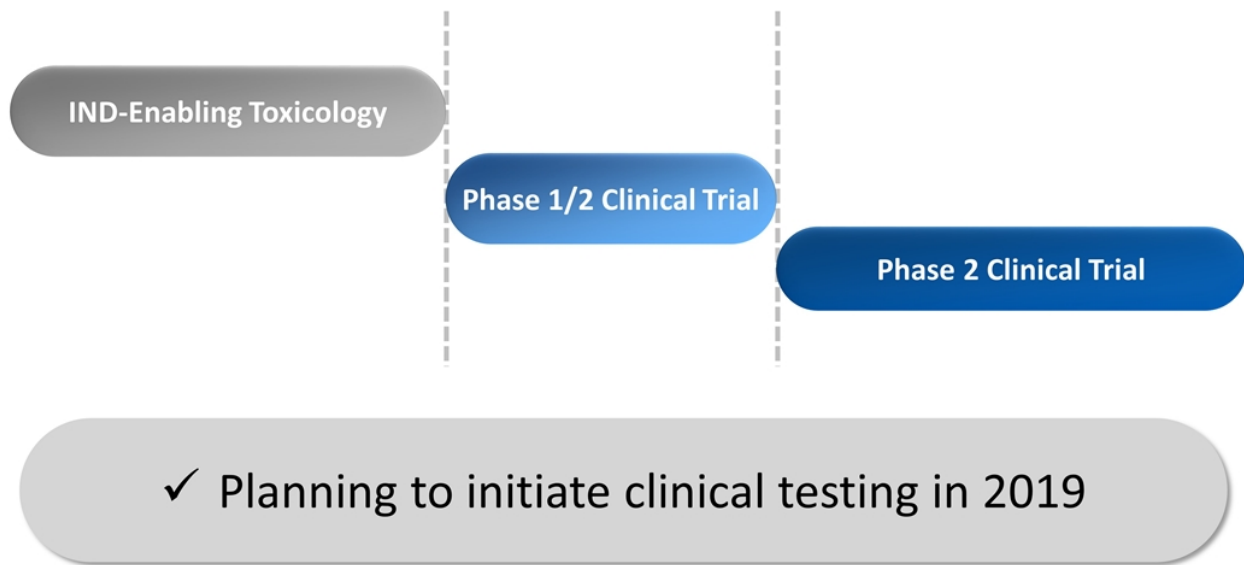 IND-Enabling Toxicology
Phase 1/2 Clinical Trial
Phase 2 Clinical Trial
✓ Planning to initiate clinical testing in 2019